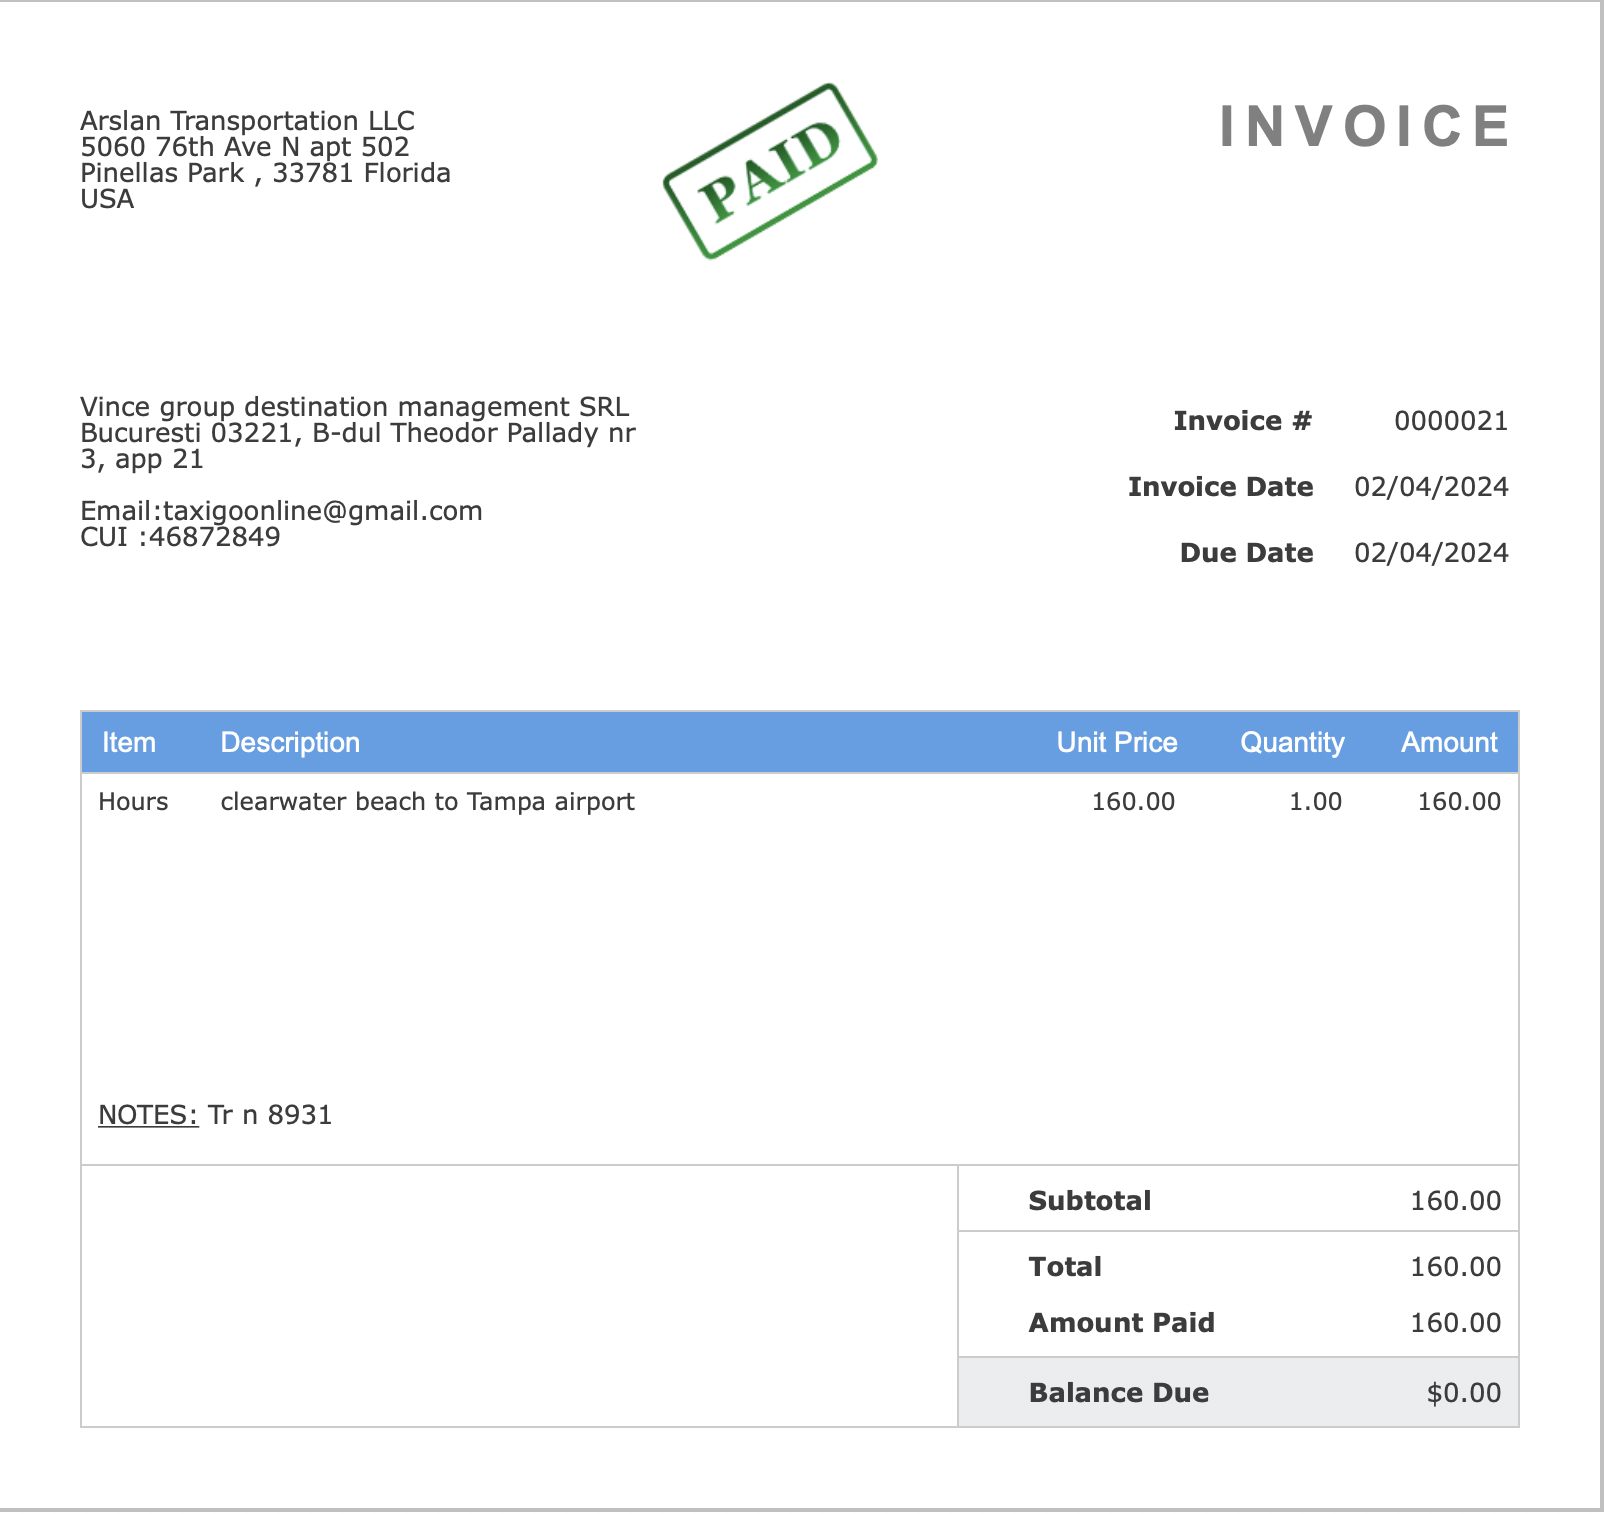 Arslan Transportation LLC
5060 76th Ave N apt 502
Pinellas Park , 33781 Florida
USA
PAID
INVOICE
Vince group destination management SRL
Bucuresti 03221, B-dul Theodor Pallady nr
3, app 21
Email:taxigoonline@gmail.com
CUI :46872849
Invoice # 0000021
Invoice Date 02/04/2024
Due Date 02/04/2024
Item Description Unit Price Quantity Amount
Hours clearwater beach to Tampa airport 160.00 1.00 160.00
NOTES: Tr n 8931
Subtotal 160.00
Total 160.00
Amount Paid 160.00
Balance Due $0.00